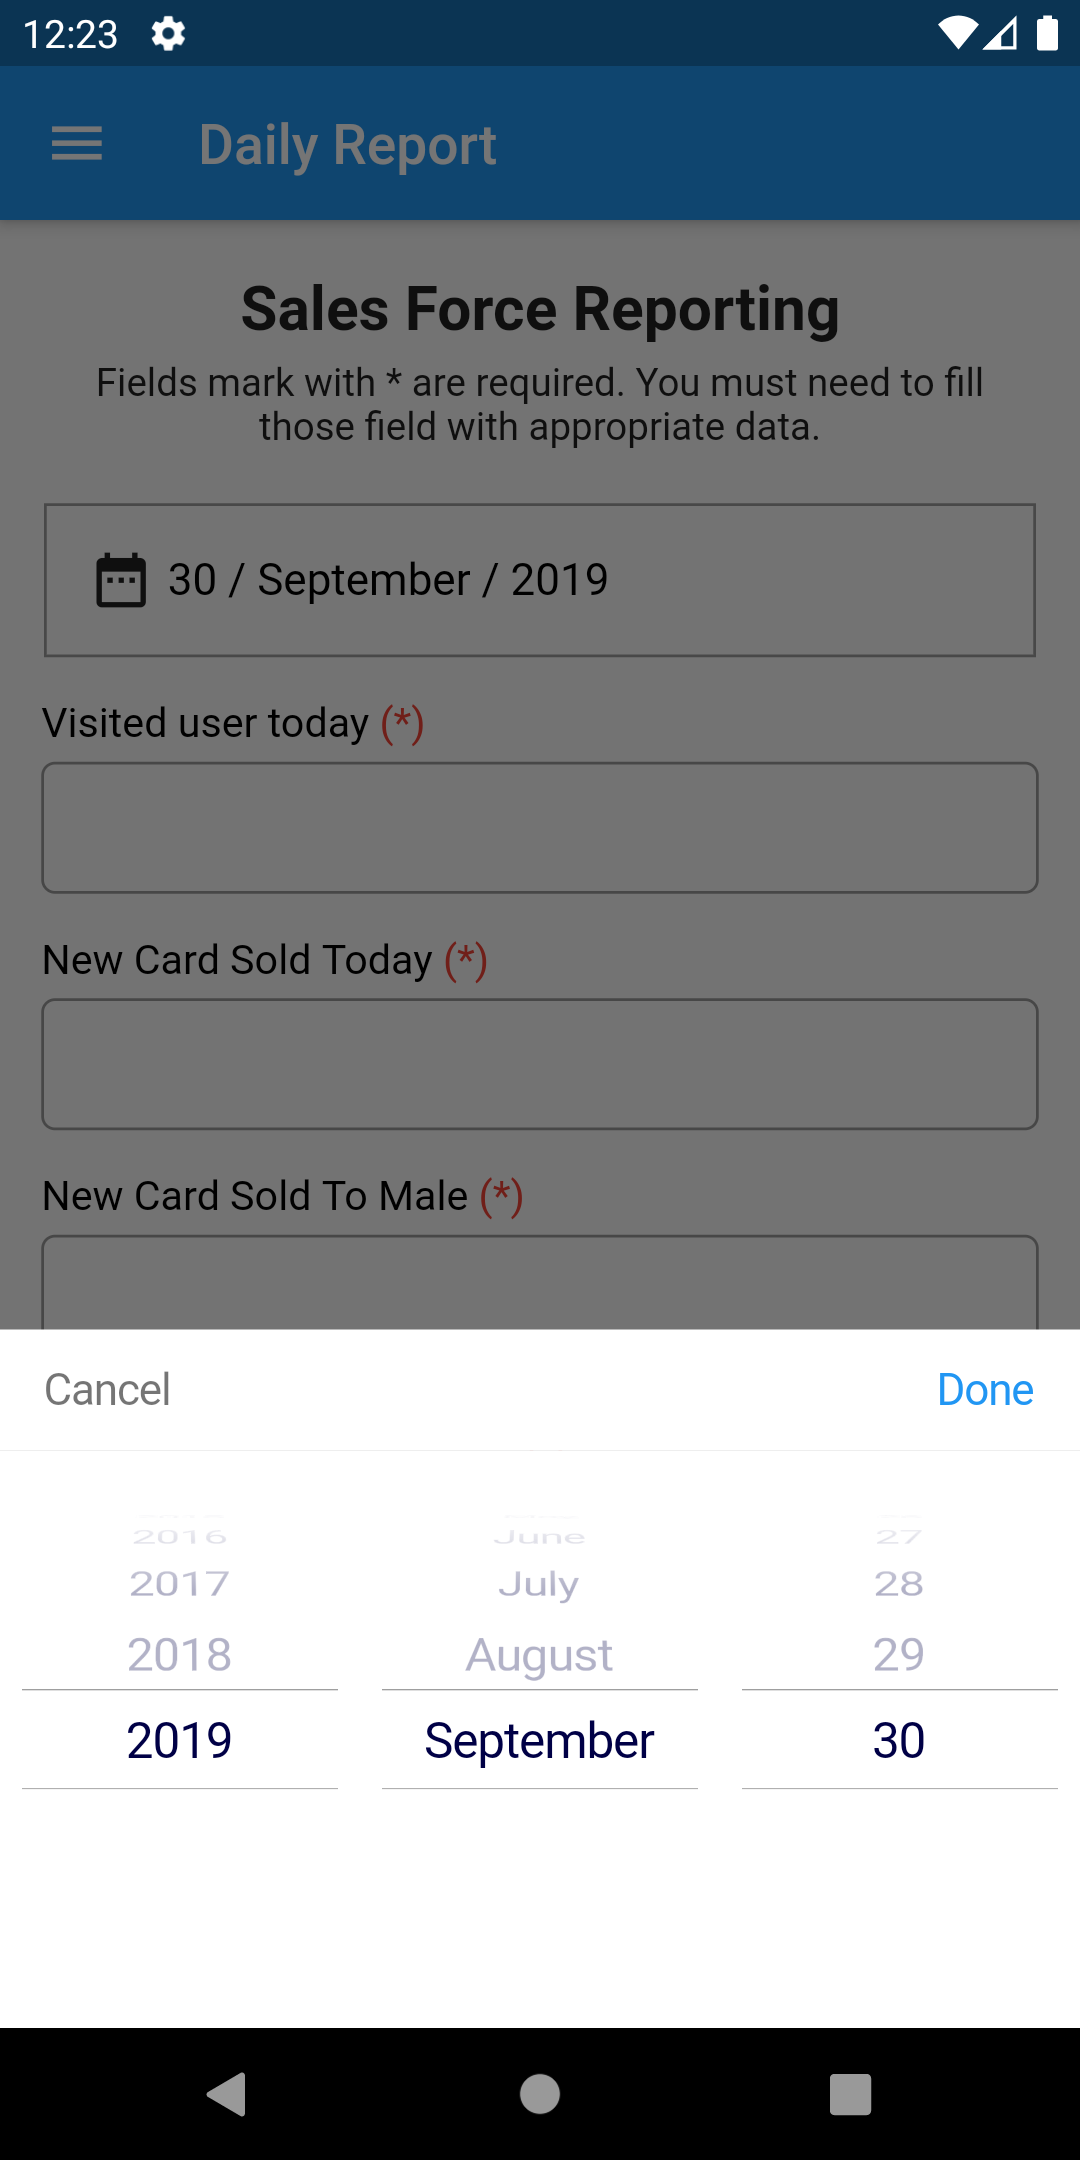 12:23
Daily Report
Sales Force Reporting
Fields mark with * are required. You must need to fill
those field with appropriate data.
30 / September / 2019
Visited user today (*)
New Card Sold Today (*)
New Card Sold To Male (*)
Cancel Done
2016 June 27
2017 July 28
2018 August 29
2019 September 30